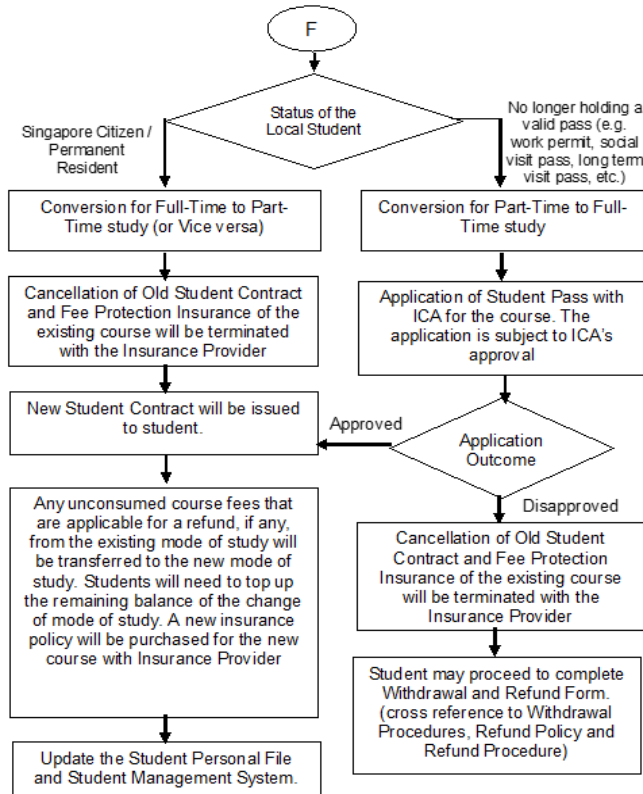 F
Status of the
Local Student
Singapore Citizen /
Permanent
Resident
No longer holding a
valid pass (e.g.
work permit, social
visit pass, long term
visit pass, etc.)
Conversion for Full-Time to Part-
Time study (or Vice versa)
Conversion for Part-Time to Full-
Time study
Cancellation of Old Student Contract
and Fee Protection Insurance of the
existing course will be terminated
with the Insurance Provider
Application of Student Pass with
ICA for the course. The
application is subject to ICA's
approval
New Student Contract will be issued
to student.
Approved
Application
Outcome
Disapproved
Any unconsumed course fees that
are applicable for a refund, if any,
from the existing mode of study will
be transferred to the new mode of
study. Students will need to top up
the remaining balance of the change
of mode of study. A new insurance
policy will be purchased for the new
course with Insurance Provider
Cancellation of Old Student
Contract and Fee Protection
Insurance of the existing course
will be terminated with the
Insurance Provider
Student may proceed to complete
Withdrawal and Refund Form.
(cross reference to Withdrawal
Procedures, Refund Policy and
Refund Procedure)
Update the Student Personal File
and Student Management System.